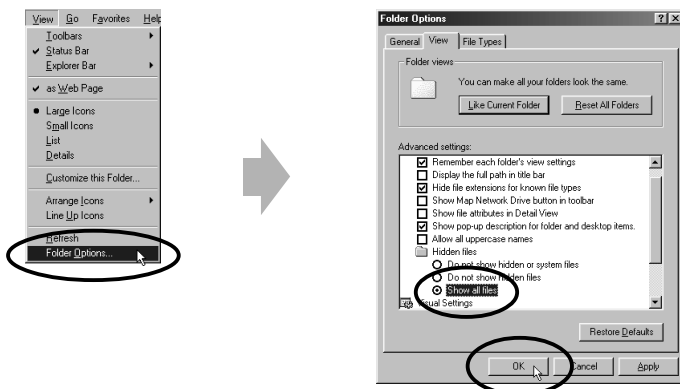 View Go Favorites Help
Toolbars
Status Bar
Explorer Bar
as Web Page
Large Icons
Small Icons
List
Details
Customize this Folder...
Arrange Icons
Line Up Icons
Refresh
Folder Options...
Folder Options
General View File Types
Folder views
You can make all your folders look the same.
Like Current Folder Reset All Folders
Advanced settings:
Remember each folder's view settings
Display the full path in title bar
Hide file extensions for known file types
Show Map Network Drive button in toolbar
Show file attributes in Detail View
Show pop-up description for folder and desktop items.
Allow all uppercase names
Hidden files
Do not show hidden or system files
Do not show hidden files
Show all files
Visual Settings
Restore Defaults
OK Cancel Apply